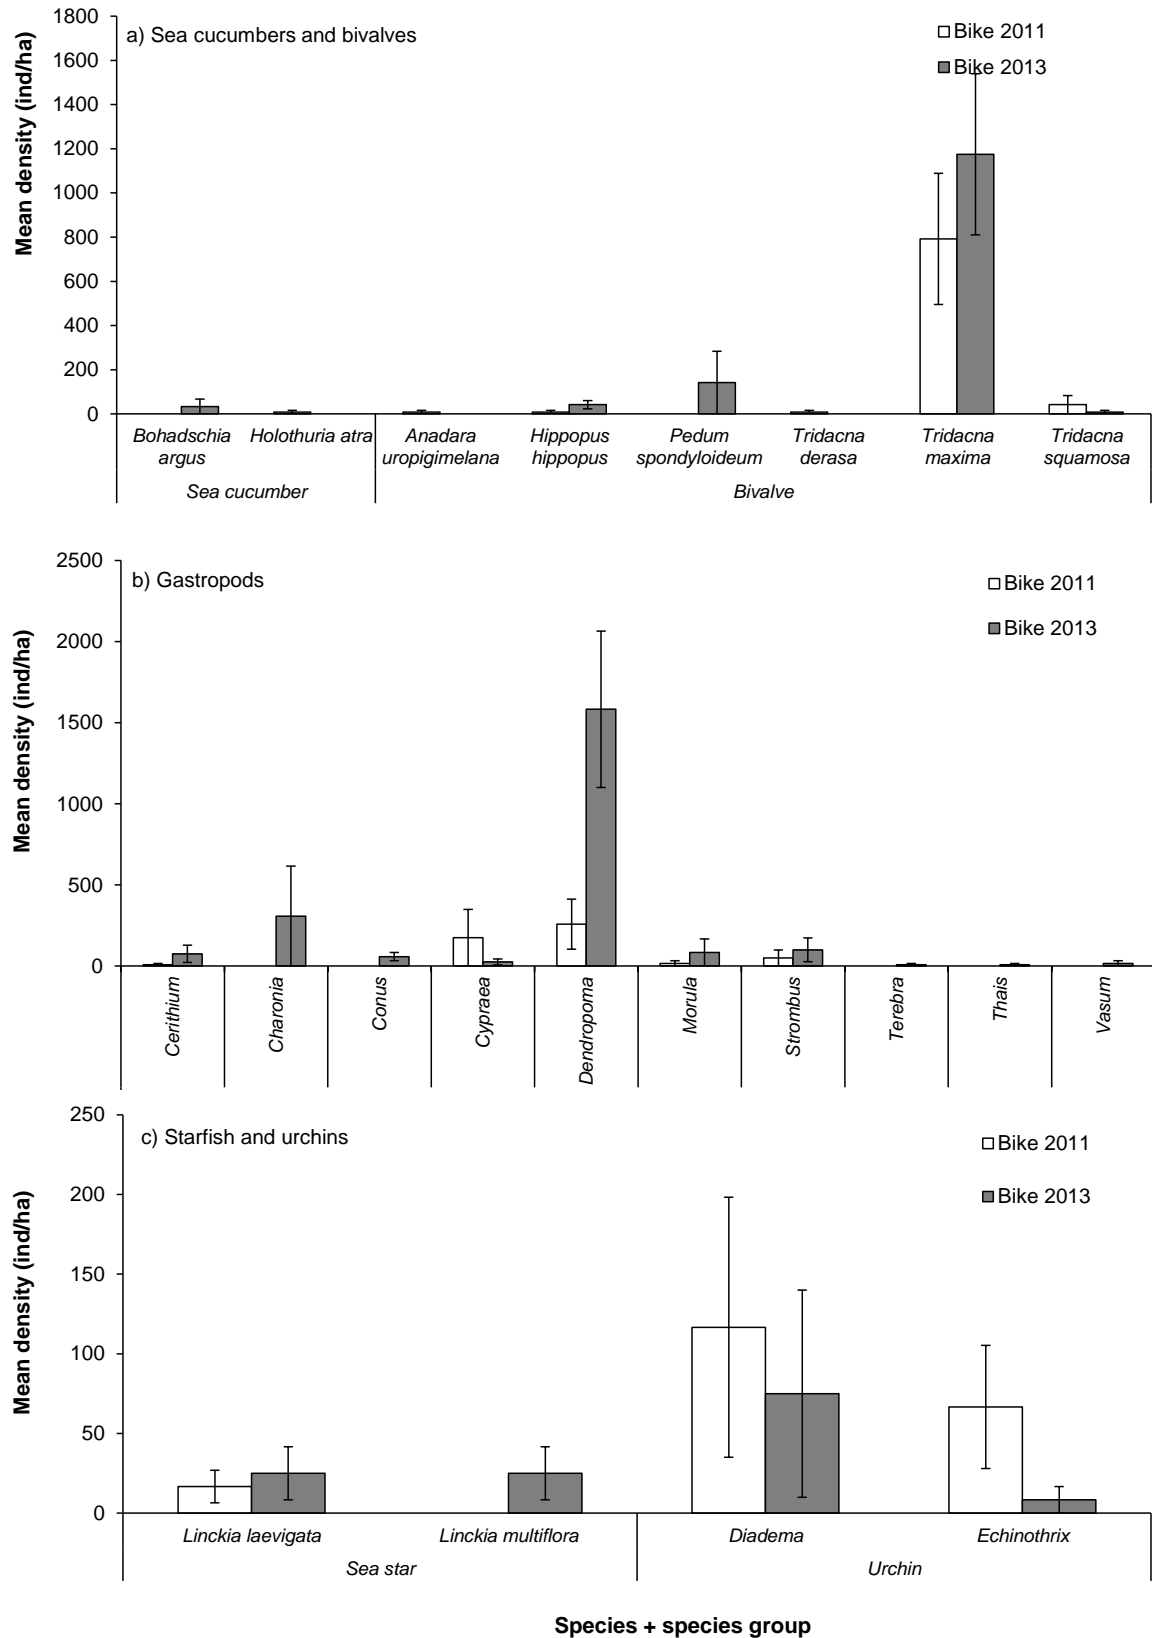 a) Sea cucumbers and bivalves
Bike 2011
Bike 2013
Mean density (ind/ha)
1800
1600
1400
1200
1000
800
600
400
200
0
Bohadschia argus
Holothuria atra
Anadara uropigimelana
Hippopus hippopus
Pedum spondyloideum
Tridacna derasa
Tridacna maxima
Tridacna squamosa
Sea cucumber
Bivalve
b) Gastropods
Bike 2011
Bike 2013
Mean density (ind/ha)
2500
2000
1500
1000
500
0
Cerithium
Charonia
Conus
Cypraea
Dendropoma
Morula
Strombus
Terebra
Thais
Vasum
c) Starfish and urchins
Bike 2011
Bike 2013
Mean density (ind/ha)
250
200
150
100
50
0
Linckia laevigata
Linckia multiflora
Diadema
Echinothrix
Sea star
Urchin
Species + species group